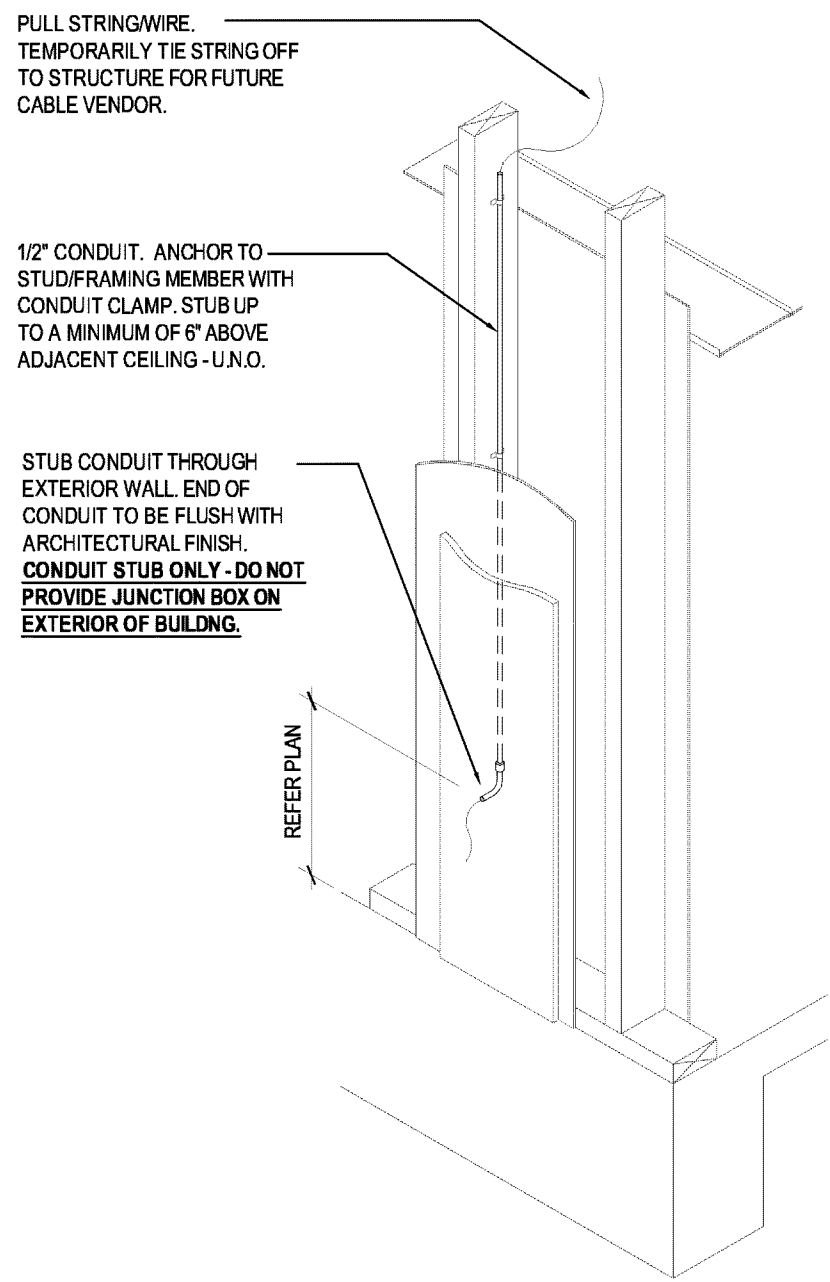 PULL STRING/WIRE.
TEMPORARILY TIE STRING OFF
TO STRUCTURE FOR FUTURE
CABLE VENDOR.
1/2" CONDUIT. ANCHOR TO
STUD/FRAMING MEMBER WITH
CONDUIT CLAMP. STUB UP
TO A MINIMUM OF 6" ABOVE
ADJACENT CEILING - U.N.O.
STUB CONDUIT THROUGH
EXTERIOR WALL. END OF
CONDUIT TO BE FLUSH WITH
ARCHITECTURAL FINISH.
CONDUIT STUB ONLY - DO NOT
PROVIDE JUNCTION BOX ON
EXTERIOR OF BUILDNG.
REFER PLAN